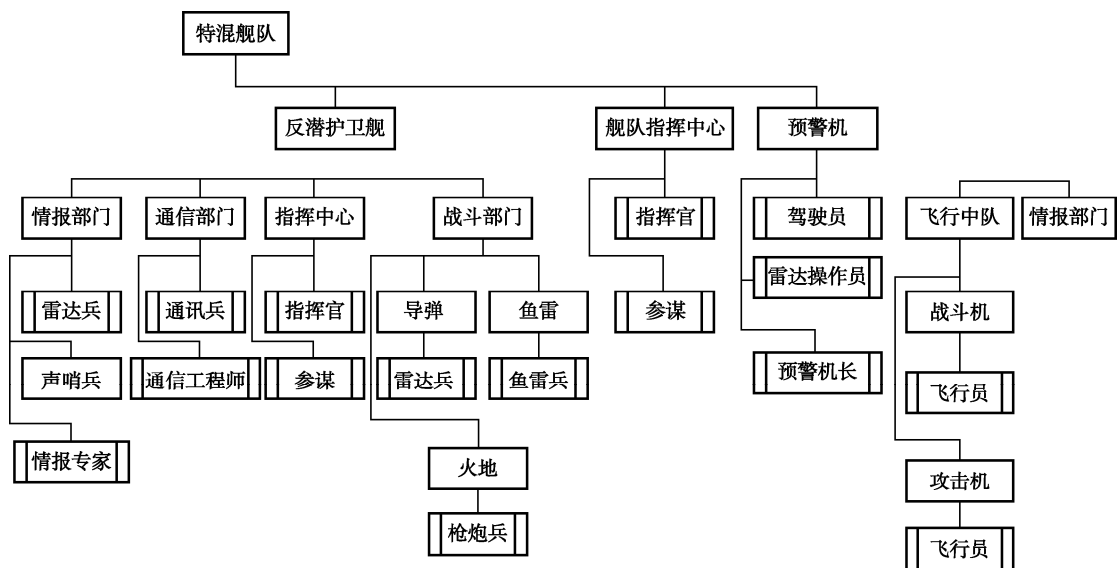 特混舰队
反潜护卫舰
舰队指挥中心
预警机
情报部门
通信部门
指挥中心
战斗部门
指挥官
驾驶员
飞行中队
情报部门
雷达操作员
雷达兵
通讯兵
指挥官
导弹
鱼雷
参谋
战斗机
声哨兵
通信工程师
参谋
雷达兵
鱼雷兵
预警机长
飞行员
情报专家
火地
攻击机
枪炮兵
飞行员